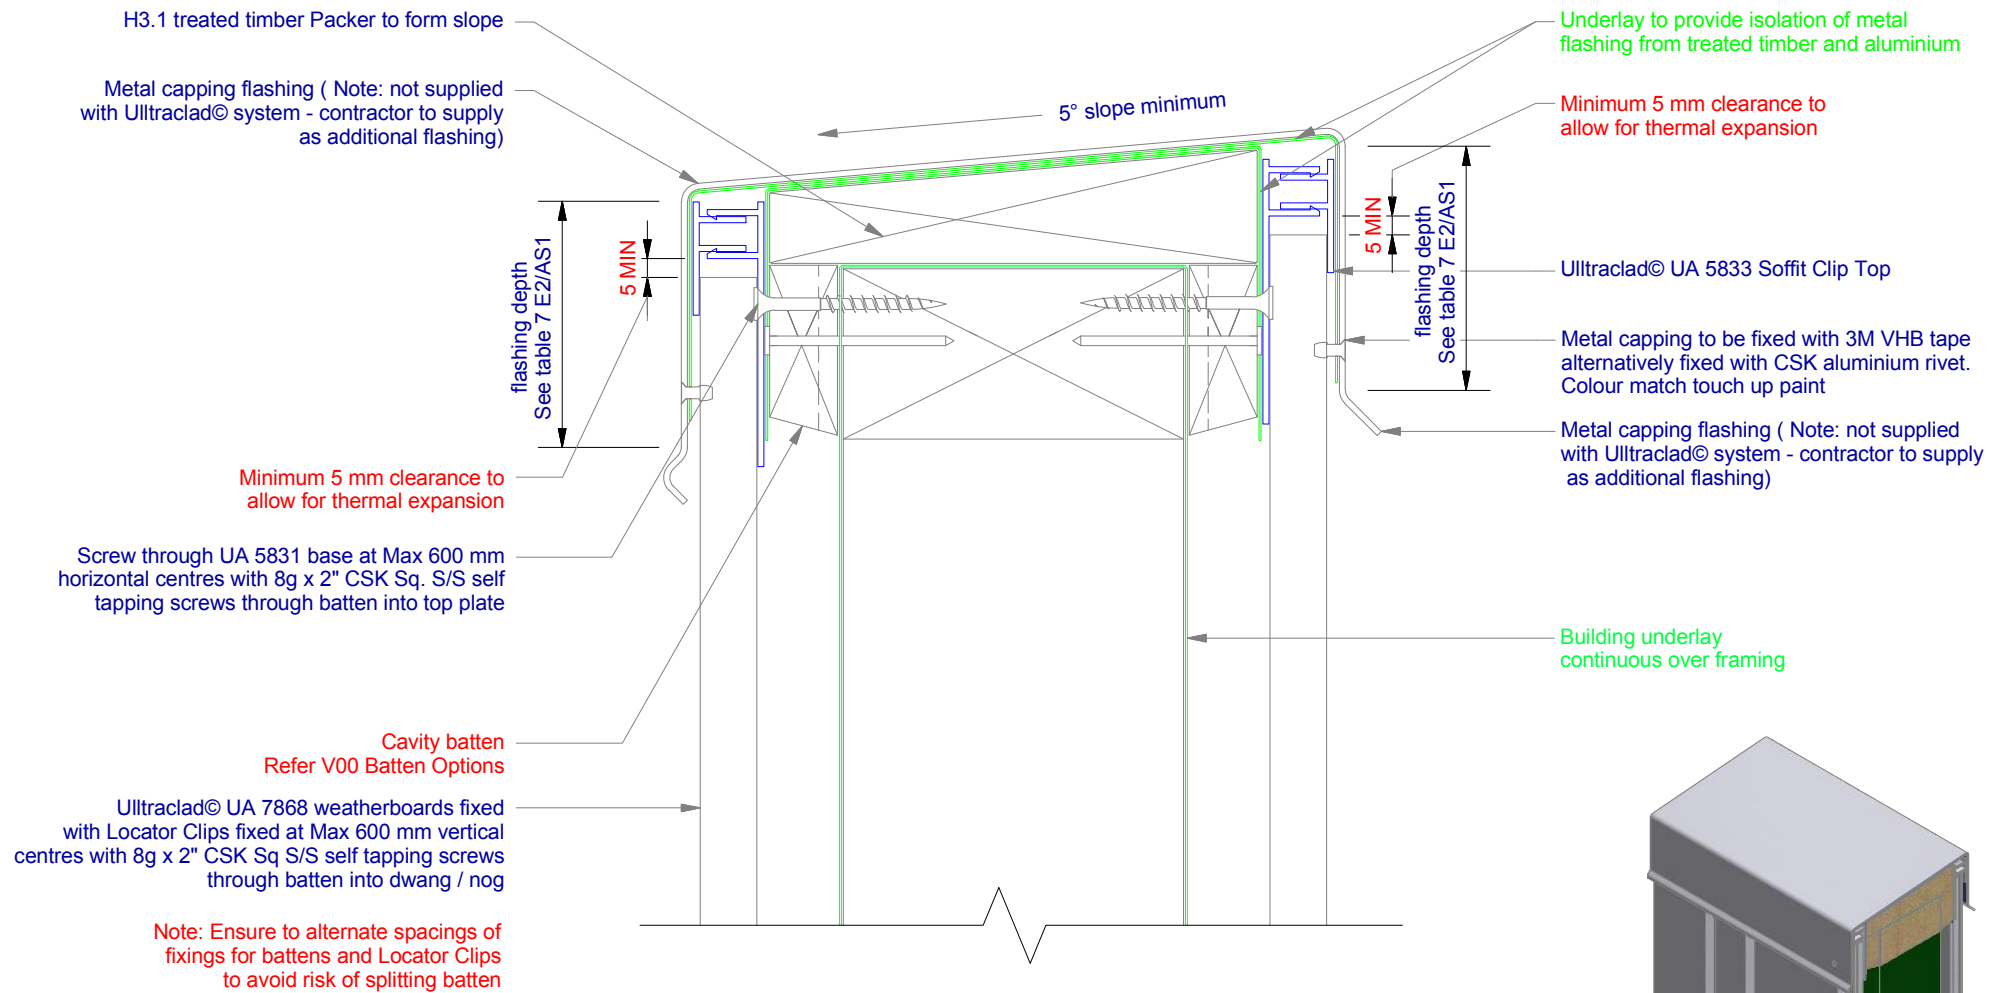 H3.1 treated timber Packer to form slope
Metal capping flashing ( Note: not supplied
with Ulltraclad© system - contractor to supply
as additional flashing)
5° slope minimum
Underlay to provide isolation of metal
flashing from treated timber and aluminium
Minimum 5 mm clearance to
allow for thermal expansion
flashing depth
See table 7 E2/AS1
5 MIN
5 MIN
flashing depth
See table 7 E2/AS1
Ulltraclad© UA 5833 Soffit Clip Top
Metal capping to be fixed with 3M VHB tape
alternatively fixed with CSK aluminium rivet.
Colour match touch up paint
Metal capping flashing ( Note: not supplied
with Ulltraclad© system - contractor to supply
as additional flashing)
Minimum 5 mm clearance to
allow for thermal expansion
Screw through UA 5831 base at Max 600 mm
horizontal centres with 8g x 2" CSK Sq. S/S self
tapping screws through batten into top plate
Building underlay
continuous over framing
Cavity batten
Refer V00 Batten Options
Ulltraclad© UA 7868 weatherboards fixed
with Locator Clips fixed at Max 600 mm vertical
centres with 8g x 2" CSK Sq S/S self tapping screws
through batten into dwang / nog
Note: Ensure to alternate spacings of
fixings for battens and Locator Clips
to avoid risk of splitting batten